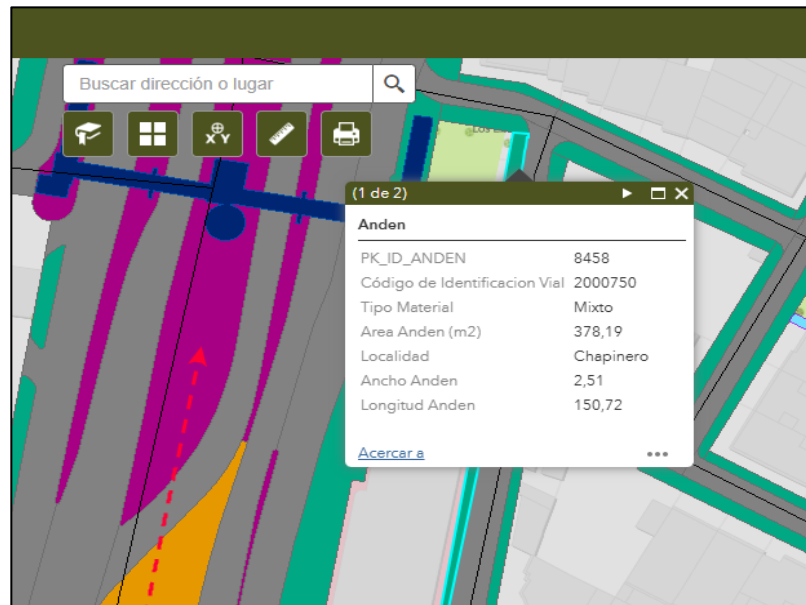 Buscar dirección o lugar
X Y
(1 de 2)
Anden
PK_ID_ANDEN 8458
Código de Identificacion Vial 2000750
Tipo Material Mixto
Area Anden (m2) 378,19
Localidad Chapinero
Ancho Anden 2,51
Longitud Anden 150,72
Acercar a